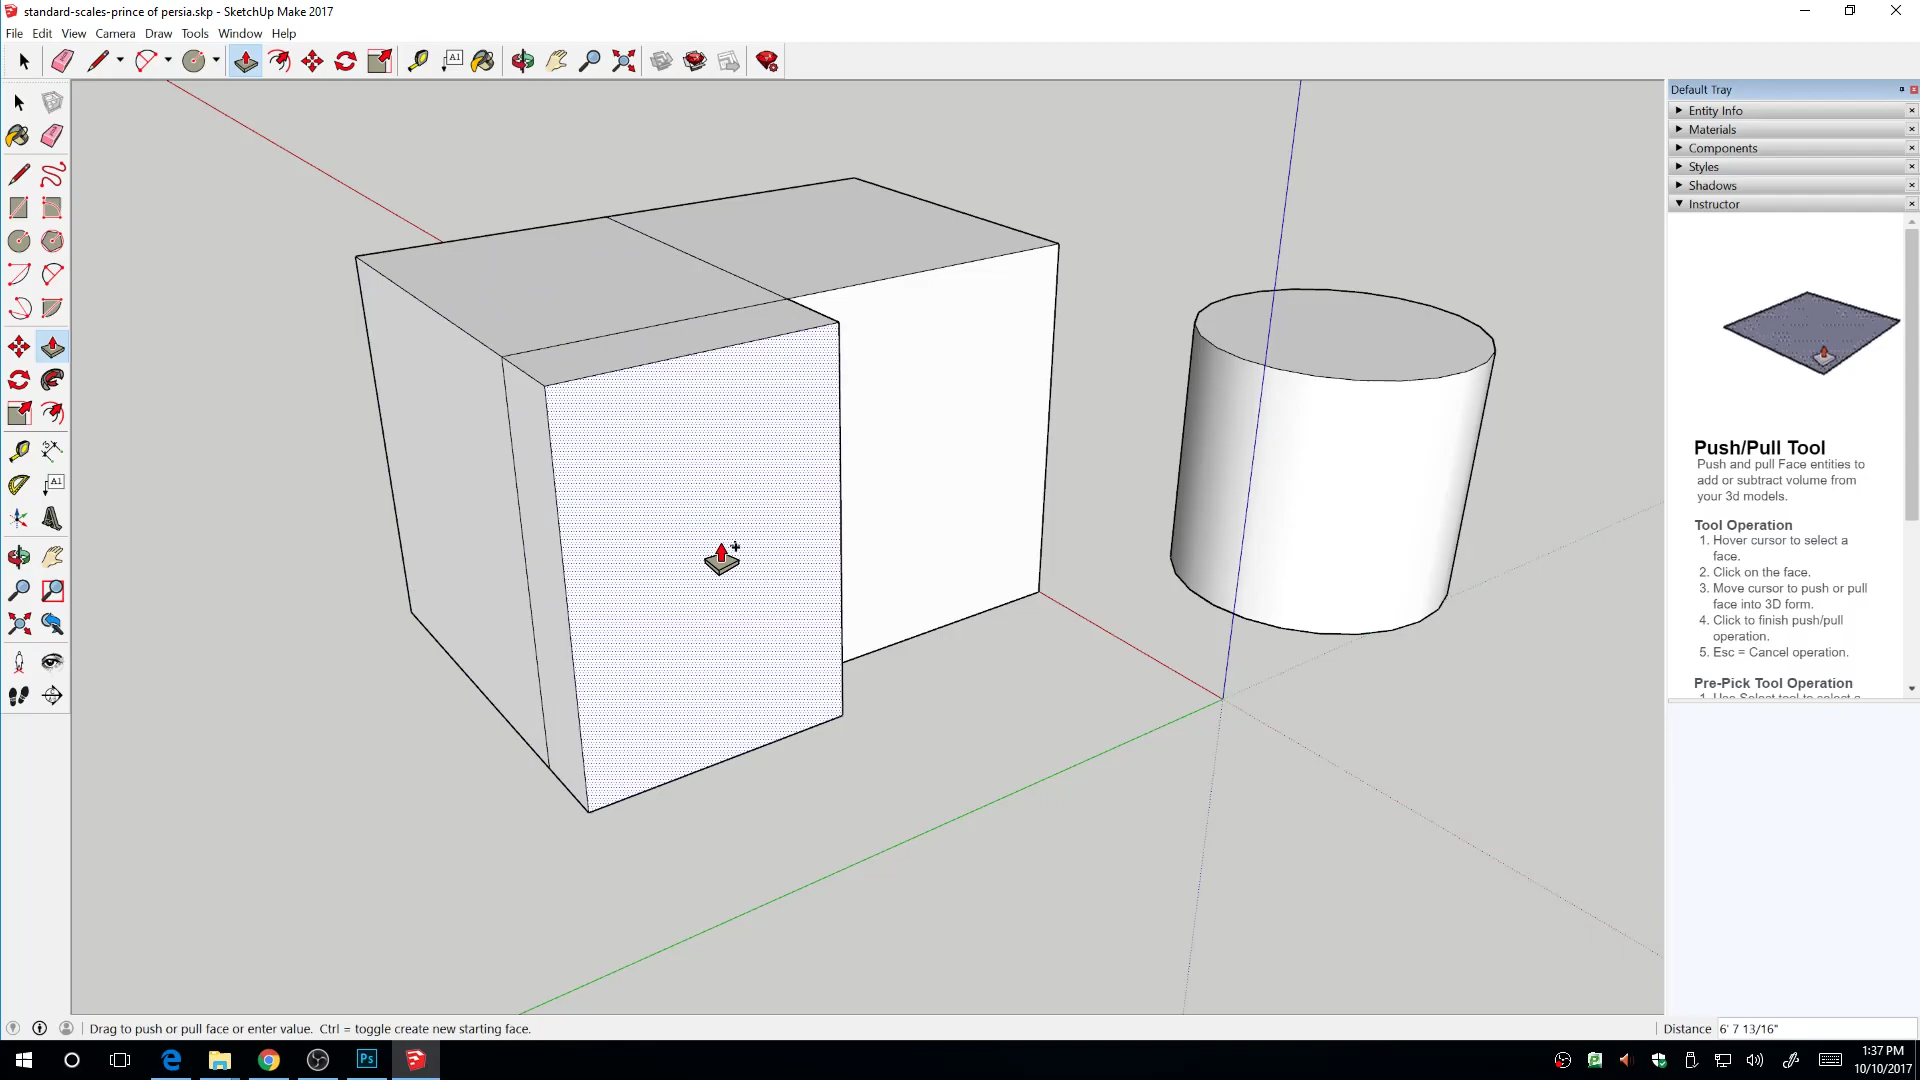 standard-scales-prince of persia.skp - SketchUp Make 2017
File Edit View Camera Draw Tools Window Help
A1
Default Tray
Entity Info
Materials
Components
Styles
Shadows
Instructor
Push/Pull Tool
Push and pull Face entities to
add or subtract volume from
your 3d models.
Tool Operation
1. Hover cursor to select a
face.
2. Click on the face.
3. Move cursor to push or pull
face into 3D form.
4. Click to finish push/pull
operation.
5. Esc = Cancel operation.
Pre-Pick Tool Operation
A1
Drag to push or pull face or enter value. Ctrl = toggle create new starting face.
Distance 6' 7 13/16"
Ps
1:37 PM
10/10/2017